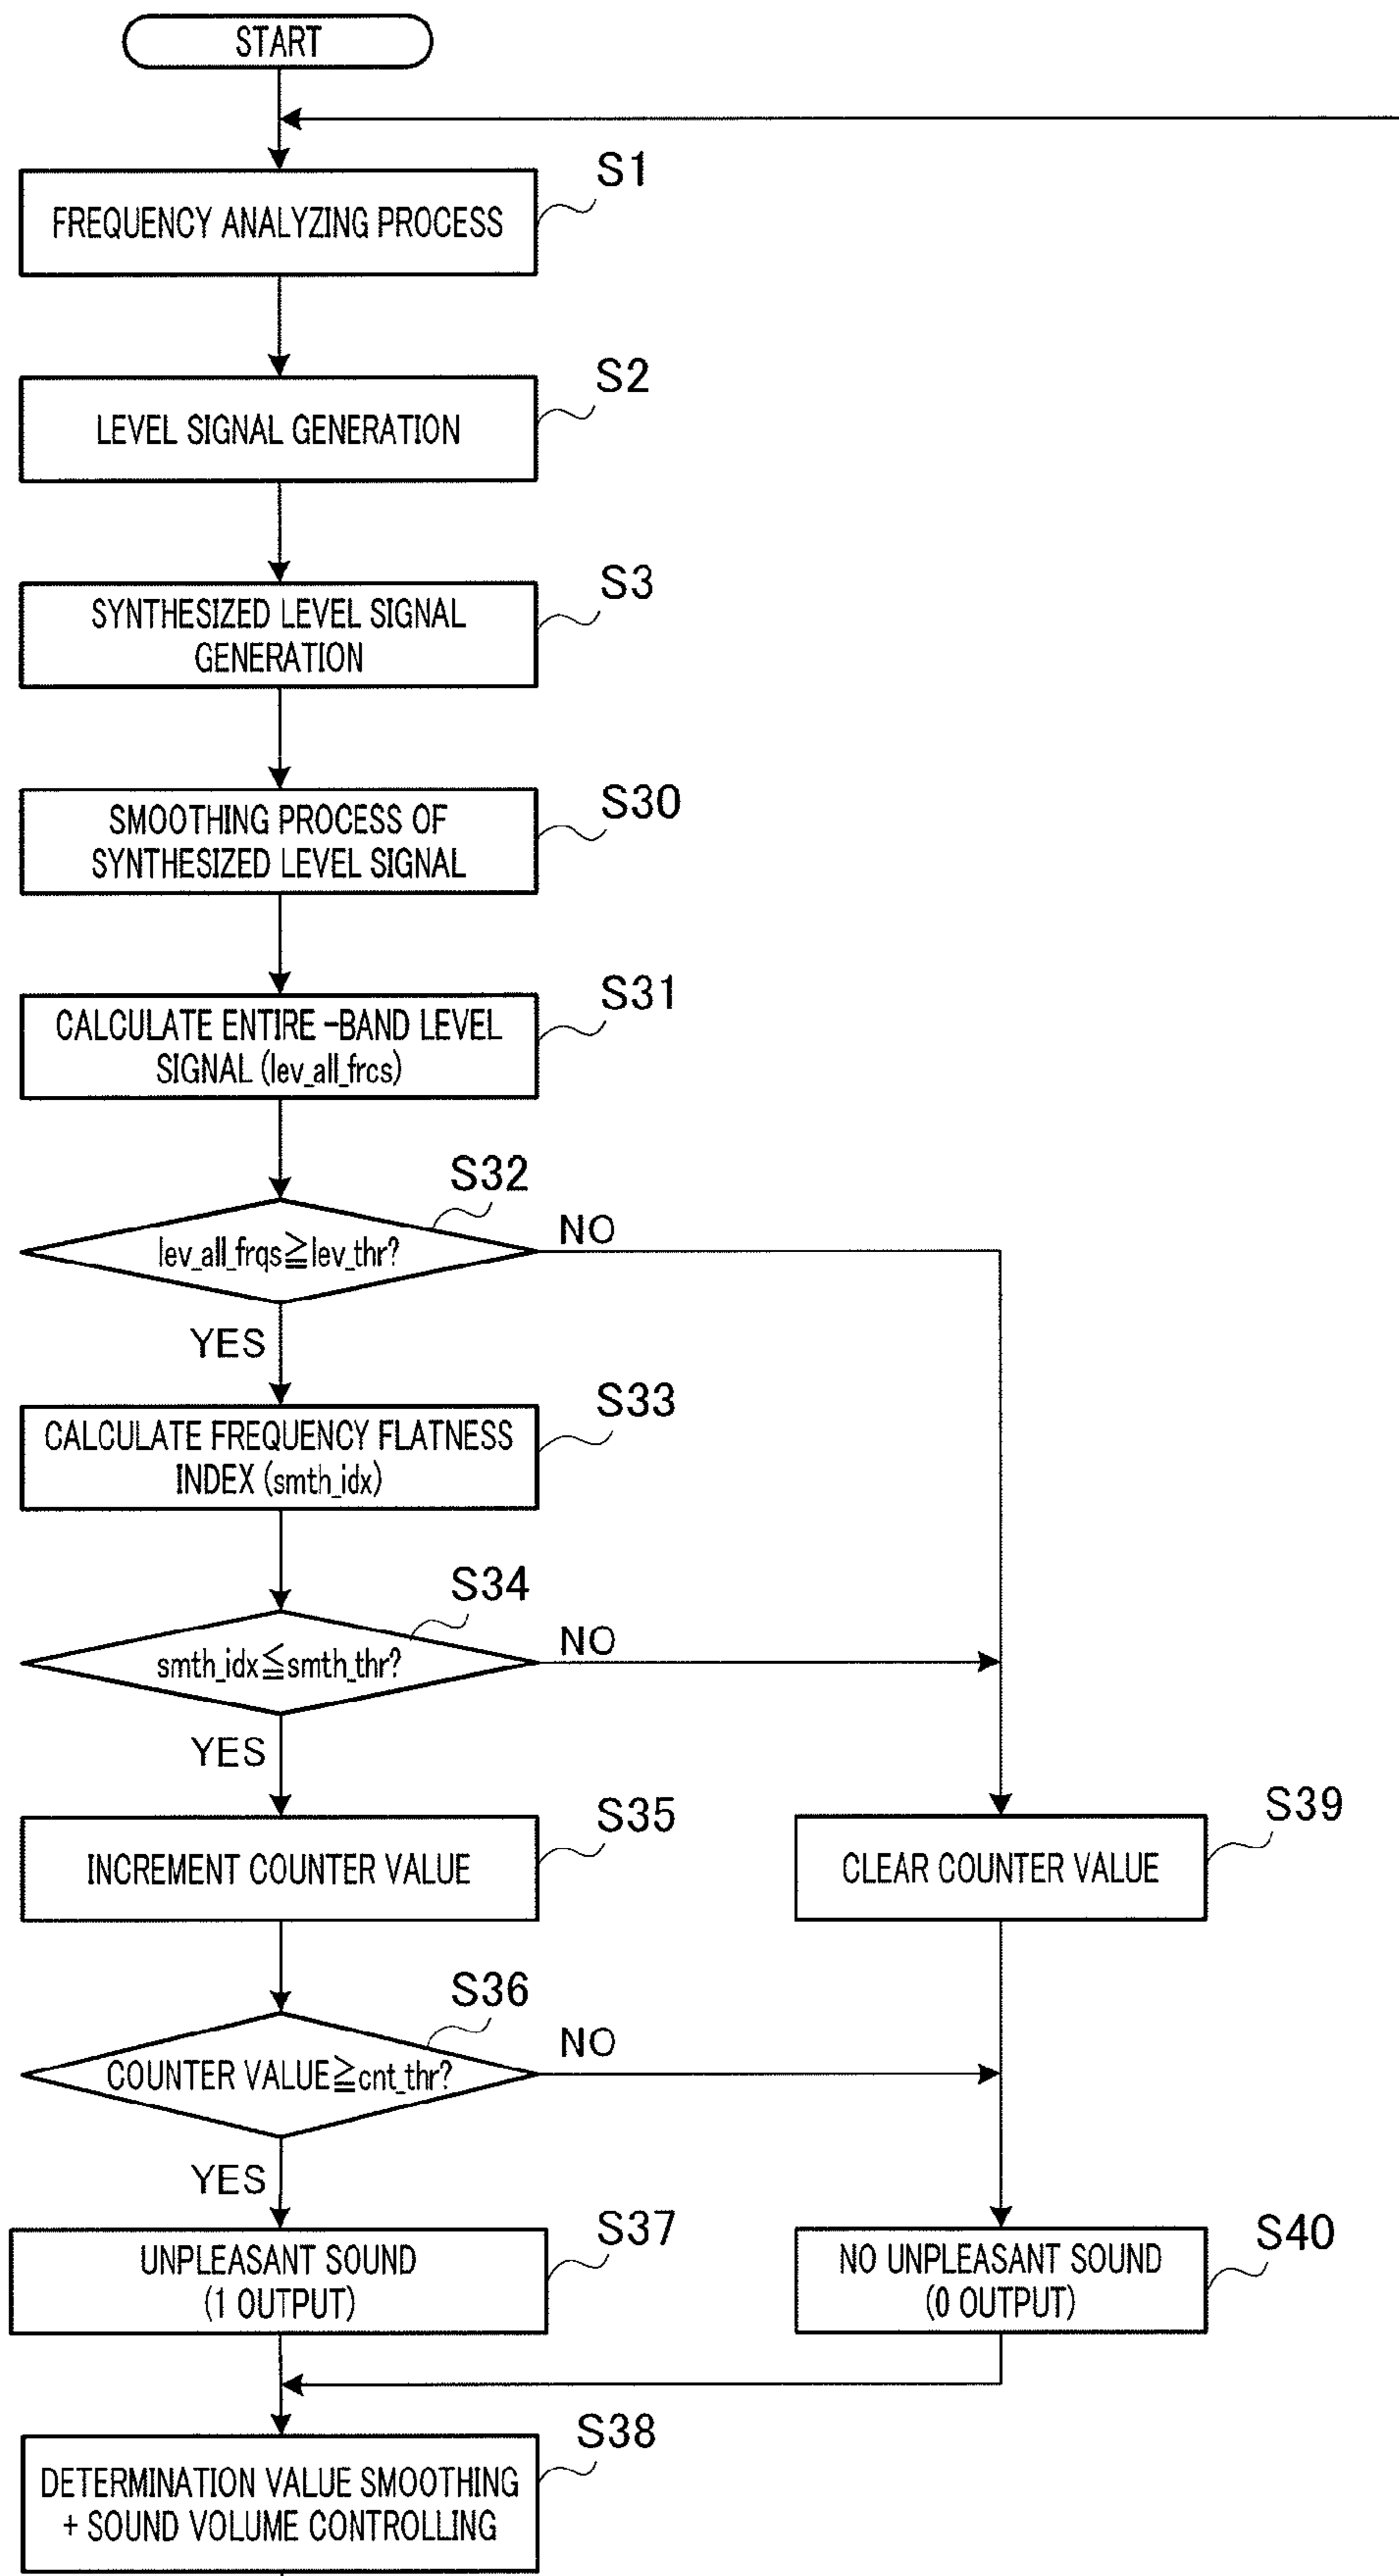 START
S1
FREQUENCY ANALYZING PROCESS
S2
LEVEL SIGNAL GENERATION
S3
SYNTHESIZED LEVEL SIGNAL
GENERATION
S30
SMOOTHING PROCESS OF
SYNTHESIZED LEVEL SIGNAL
S31
CALCULATE ENTIRE -BAND LEVEL
SIGNAL (lev_all_frcs)
S32
lev_all_frqs≧lev_thr?
NO
YES
S33
CALCULATE FREQUENCY FLATNESS
INDEX (smth_idx)
S34
smth_idx≦smth_thr?
NO
YES
S35
INCREMENT COUNTER VALUE
S39
CLEAR COUNTER VALUE
S36
COUNTER VALUE≧cnt_thr?
NO
YES
S37
UNPLEASANT SOUND
(1 OUTPUT)
S40
NO UNPLEASANT SOUND
(0 OUTPUT)
S38
DETERMINATION VALUE SMOOTHING
+ SOUND VOLUME CONTROLLING